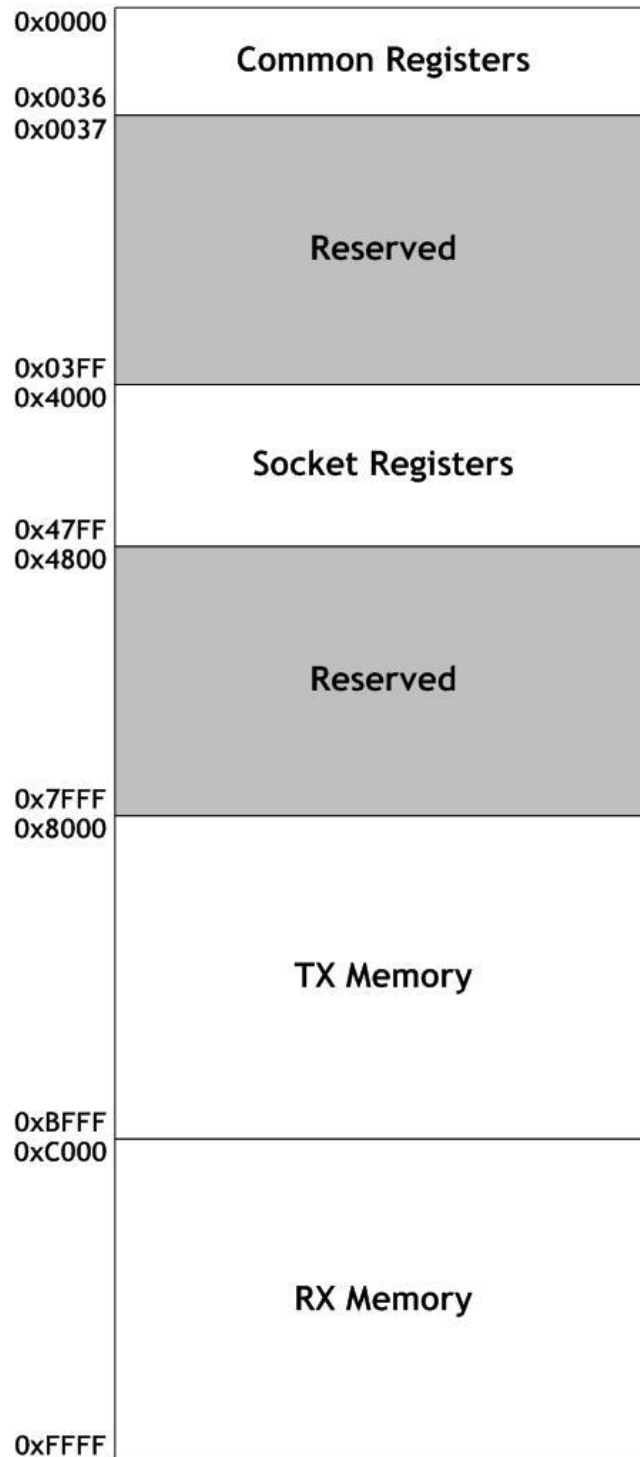 0x0000
Common Registers
0x0036
0x0037
Reserved
0x03FF
0x4000
Socket Registers
0x47FF
0x4800
Reserved
0x7FFF
0x8000
TX Memory
0xBFFF
0xC000
RX Memory
0xFFFF